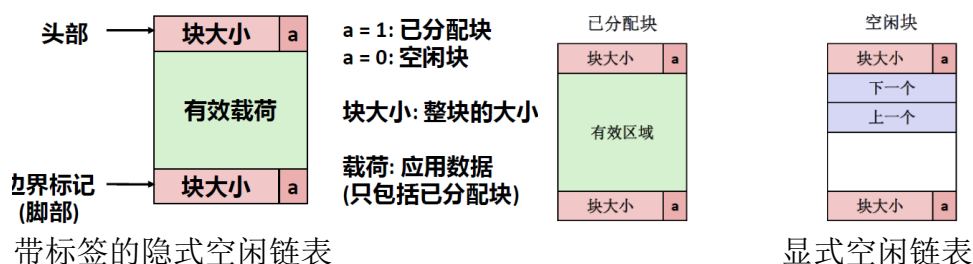 头部
块大小 a
有效载荷
边界标记
(脚部)
块大小 a
a = 1: 已分配块
a = 0: 空闲块
块大小: 整块的大小
载荷: 应用数据
(只包括已分配块)
已分配块
块大小 a
有效区域
块大小 a
空闲块
块大小 a
下一个
上一个
块大小 a
带标签的隐式空闲链表
显式空闲链表